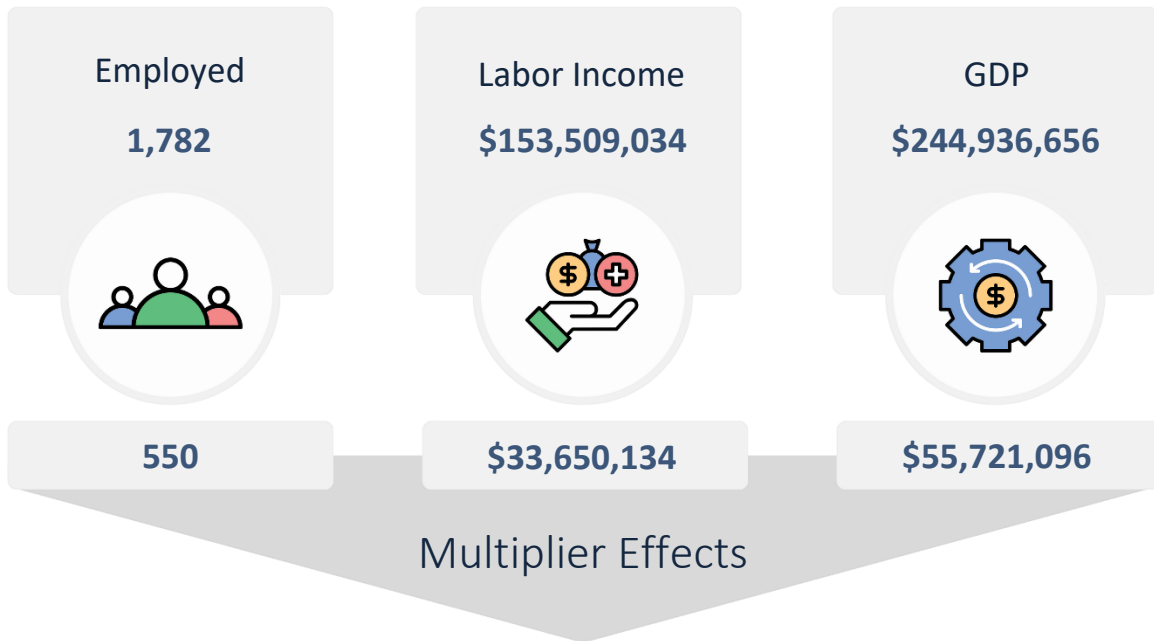 Employed
1,782
Labor Income
$153,509,034
GDP
$244,936,656
550
$33,650,134
$55,721,096
Multiplier Effects